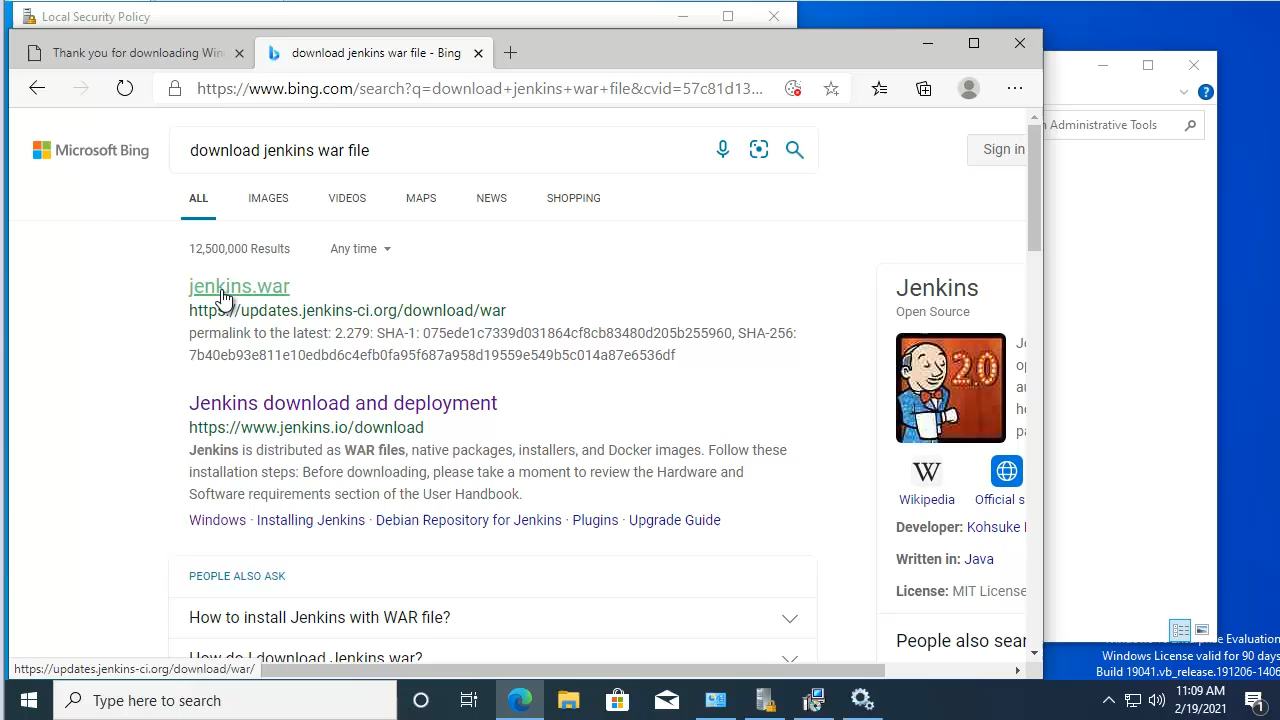 Local Security Policy
Thank you for downloading Win
download jenkins war file - Bing
https://www.bing.com/search?q=download+jenkins+war+file&cvid=57c81d13...
Administrative Tools
Microsoft Bing
download jenkins war file
Sign in
ALL
IMAGES
VIDEOS
MAPS
NEWS
SHOPPING
12,500,000 Results
Any time
jenkins.war
https://updates.jenkins-ci.org/download/war
permalink to the latest: 2.279: SHA-1: 075ede1c7339d031864cf8cb83480d205b255960, SHA-256:
7b40eb93e811e10edbd6c4efb0fa95f687a958d19559e549b5c014a87e6536df
Jenkins download and deployment
https://www.jenkins.io/download
Jenkins is distributed as WAR files, native packages, installers, and Docker images. Follow these
installation steps: Before downloading, please take a moment to review the Hardware and
Software requirements section of the User Handbook.
Windows · Installing Jenkins · Debian Repository for Jenkins · Plugins · Upgrade Guide
PEOPLE ALSO ASK
How to install Jenkins with WAR file?
How do I download Jenkins war?
Jenkins
Open Source
2.0
W
Wikipedia
Official s
Developer: Kohsuke
Written in: Java
License: MIT License
People also sear
https://updates.jenkins-ci.org/download/war/
Evaluation
Windows License valid for 90 days
Build 19041.vb_release.191206-1406
Type here to search
11:09 AM
2/19/2021
1